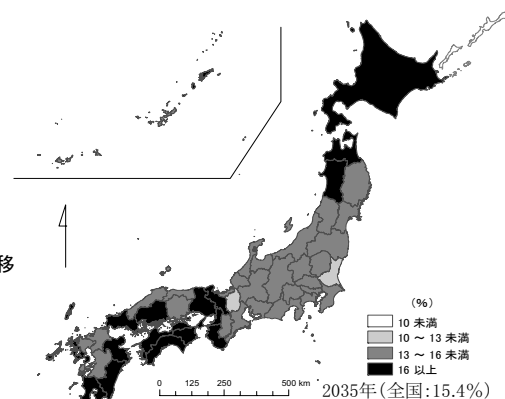 移
(%)
10 未満
10 ~ 13 未満
13 ~ 16 未満
16 以上
0 125 250 500 km
2035年(全国:15.4%)